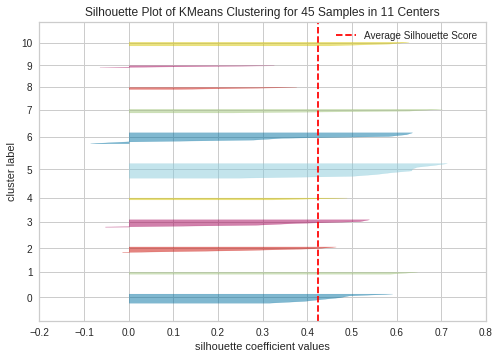 Silhouette Plot of KMeans Clustering for 45 Samples in 11 Centers
Average Silhouette Score
cluster label
10
9
8
7
6
5
4
3
2
1
0
−0.2 −0.1 0.0 0.1 0.2 0.3 0.4 0.5 0.6 0.7 0.8
silhouette coefficient values